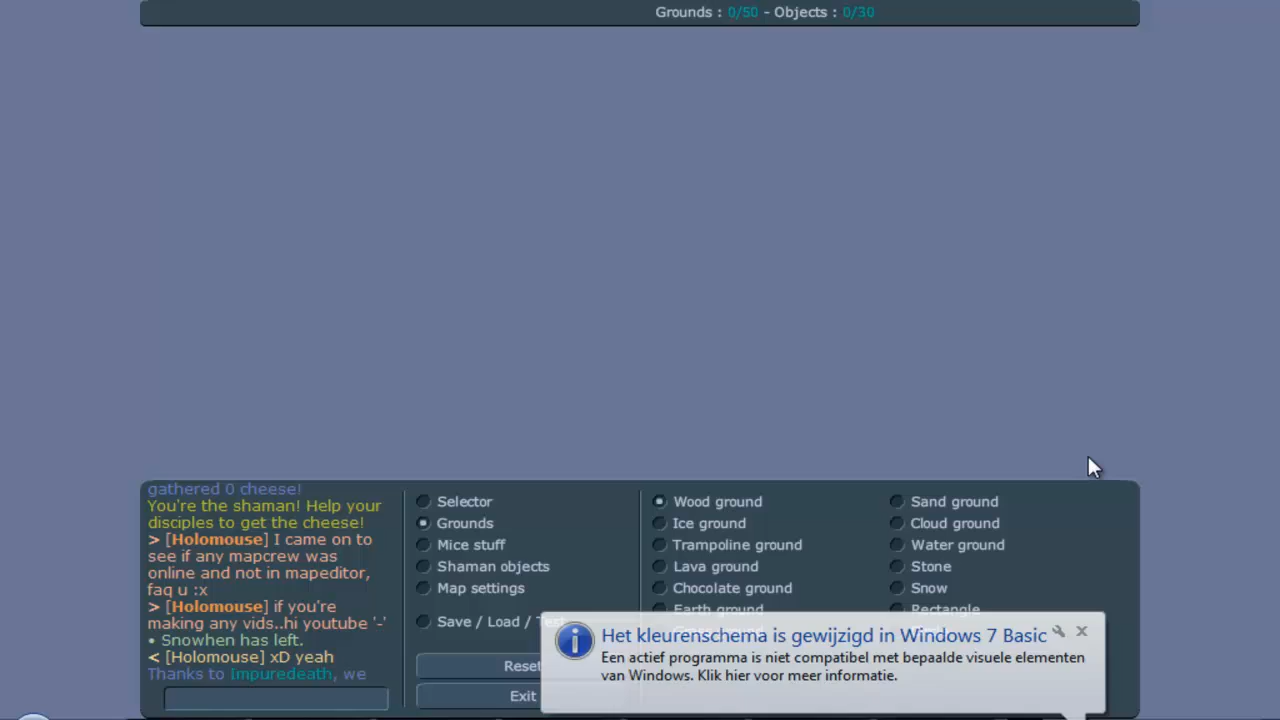 Grounds : 0/50 - Objects : 0/30
gathered 0 cheese!
You're the shaman! Help your
disciples to get the cheese!
> [Holomouse] I came on to
see if any mapcrew was
online and not in mapeditor,
faq u :x
> [Holomouse] if you're
making any vids..hi youtube '-'
• Snowhen has left.
< [Holomouse] xD yeah
Thanks to Impuredeath, we
Selector
Grounds
Mice stuff
Shaman objects
Map settings
Save / Load / Test
Reset
Exit
Wood ground
Ice ground
Trampoline ground
Lava ground
Chocolate ground
Earth ground
Sand ground
Cloud ground
Water ground
Stone
Snow
Rectangle
Het kleurenschema is gewijzigd in Windows 7 Basic
Een actief programma is niet compatibel met bepaalde visuele elementen
van Windows. Klik hier voor meer informatie.